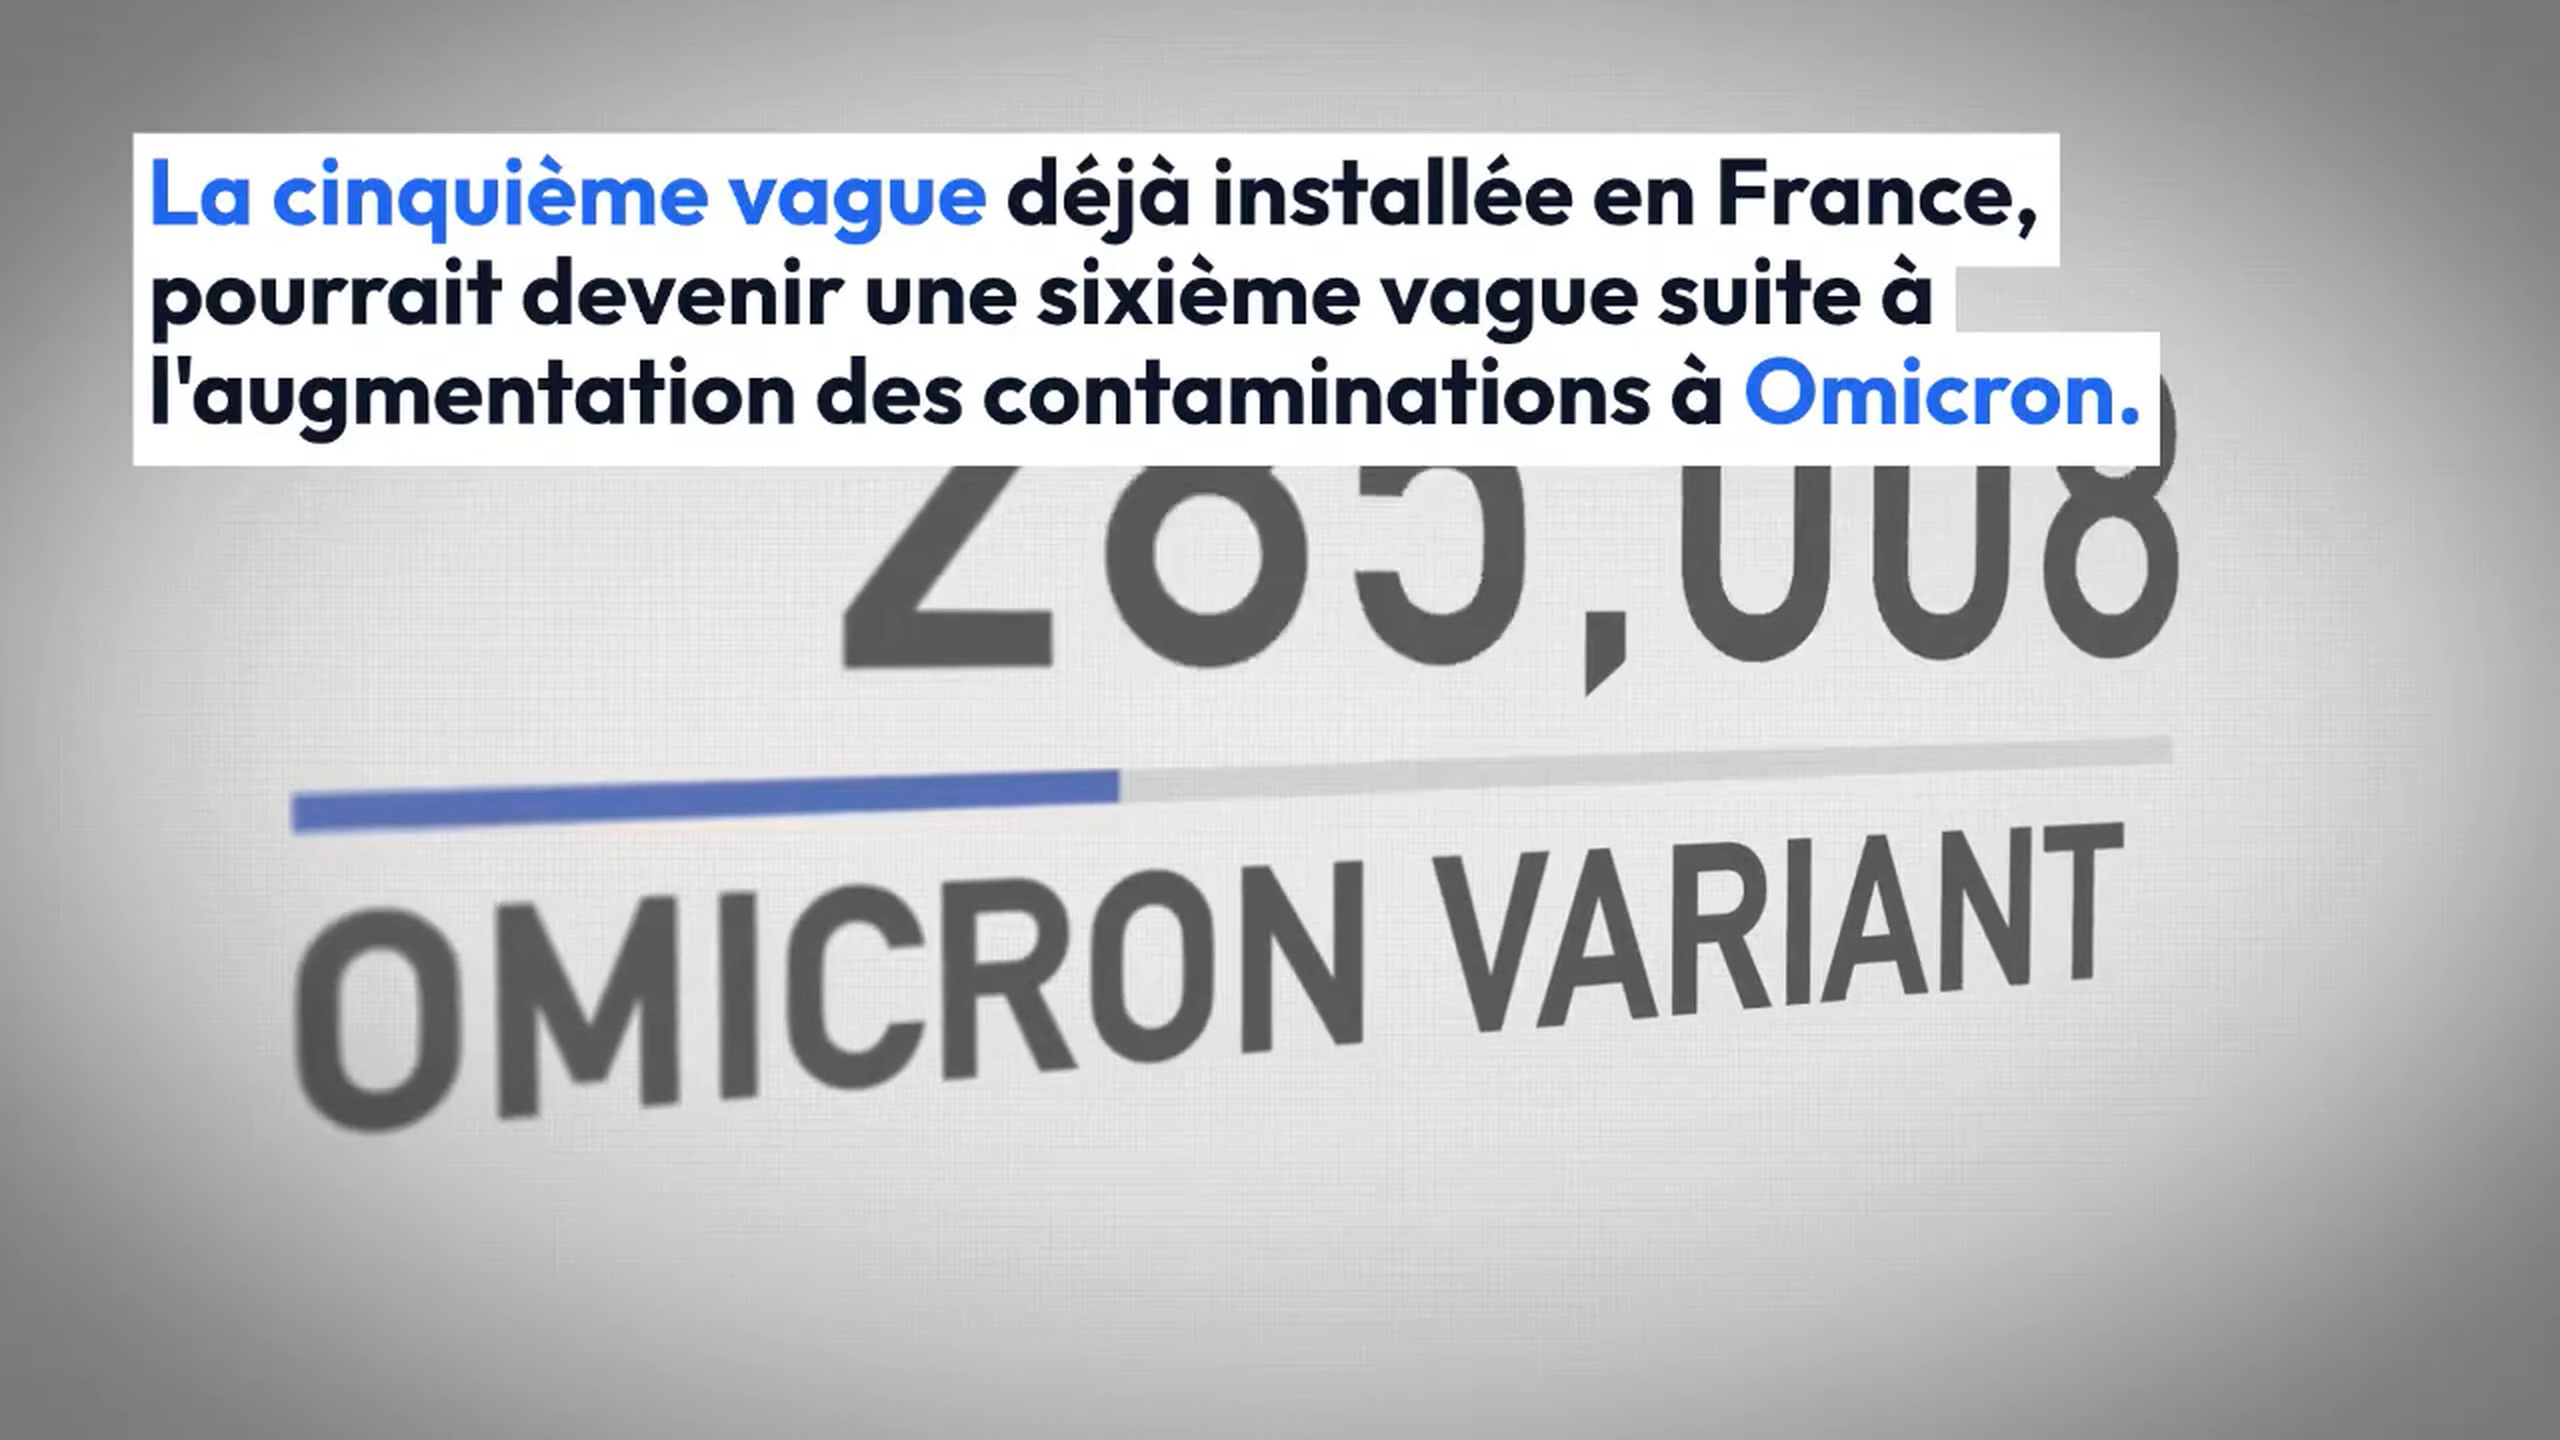 La cinquième vague déjà installée en France,
pourrait devenir une sixième vague suite à
l'augmentation des contaminations à Omicron.
OMICRON VARIANT